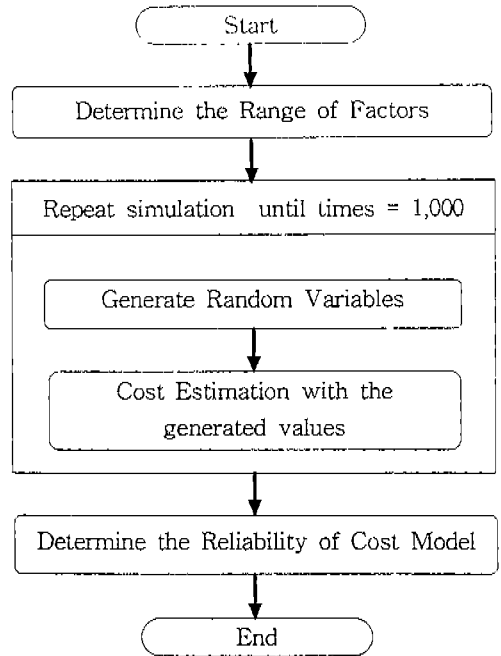 Start
Determine the Range of Factors
Repeat simulation until times = 1,000
Generate Random Variables
Cost Estimation with the
generated values
Determine the Reliability of Cost Model
End